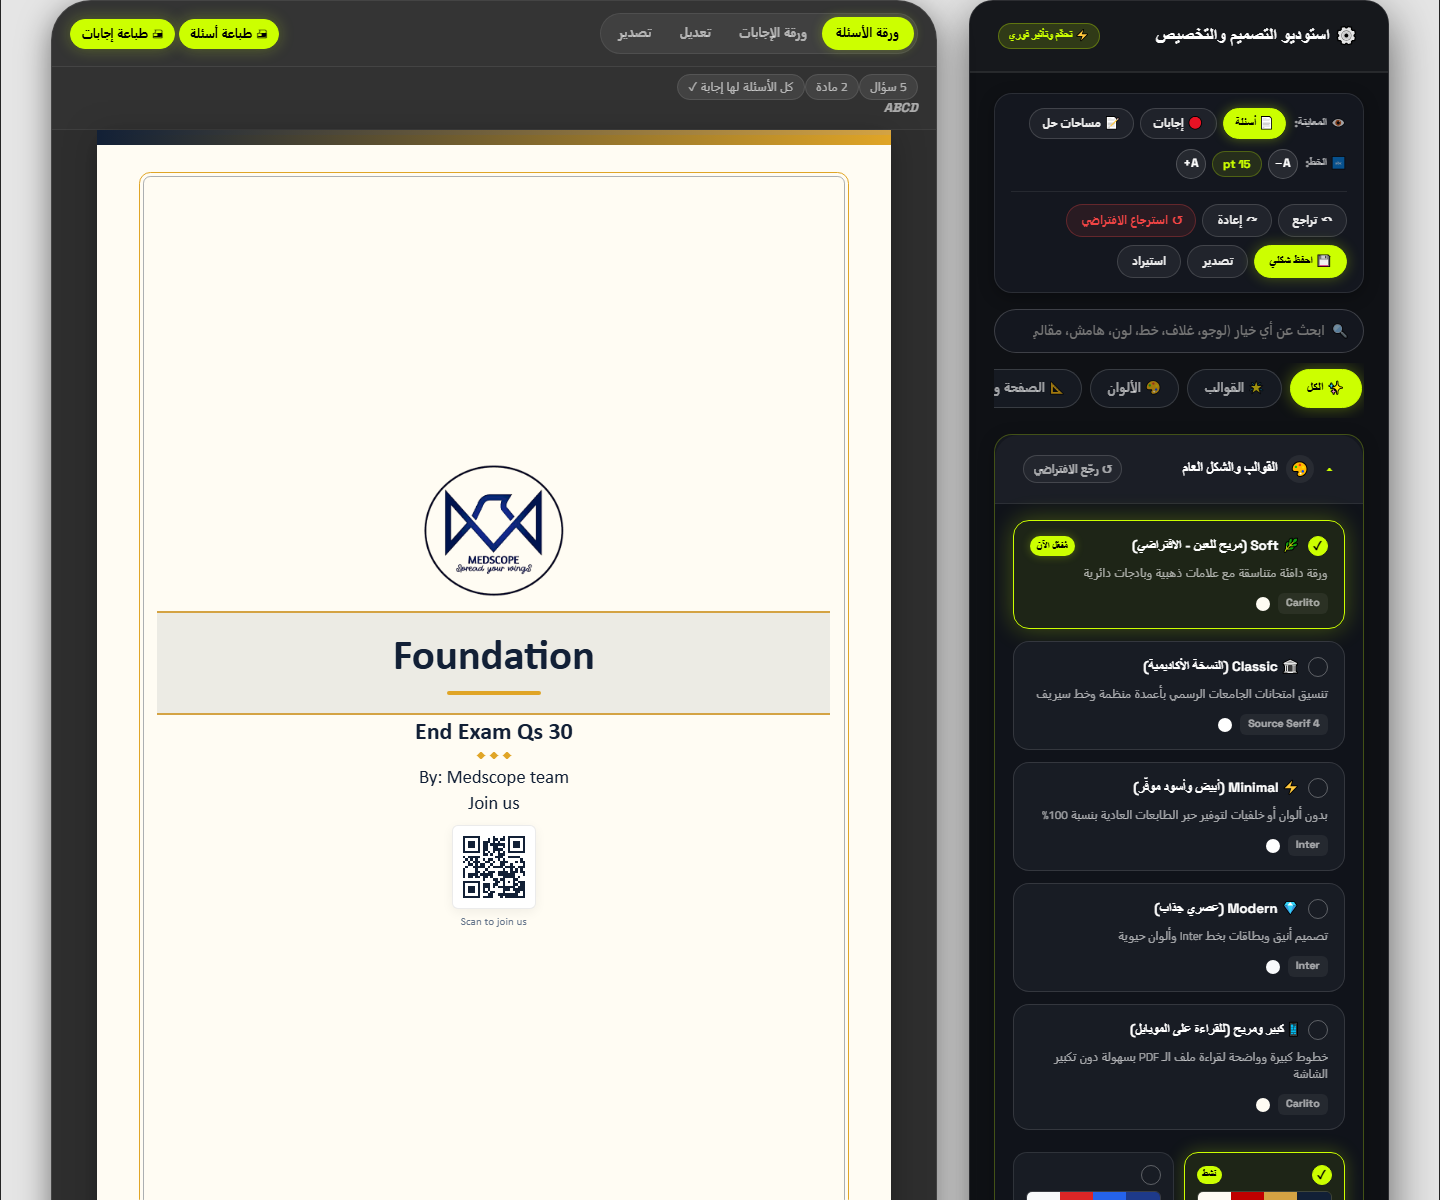 استوديو التصميم والتخصيص
تحكّم وتأثير فوري
المعاينة:
أسئلة
إجابات
مساحات حل
الخط:
A−
15 pt
A+
تراجع
إعادة
استرجاع الافتراضي
احفظ شكلي
تصدير
استيراد
ابحث عن أي خيار (لوجو، غلاف، خط، لون، هامش، مقالي
الكل
القوالب
الألوان
الصفحة و
القوالب والشكل العام
رجّع الافتراضي
Soft (مريح للعين - الافتراضي)
مُفعّل الآن
ورقة دافئة متناسقة مع علامات ذهبية وبادجات دائرية
Carlito
Classic (النسخة الأكاديمية)
تنسيق امتحانات الجامعات الرسمي بأعمدة منظمة وخط سيريف
Source Serif 4
Minimal (أبيض وأسود موفّر)
بدون ألوان أو خلفيات لتوفير حبر الطابعات العادية بنسبة 100%
Inter
Modern (عصري جذاب)
تصميم أنيق وبطاقات بخط Inter وألوان حيوية
Inter
كبير ومريح (للقراءة على الموبايل)
خطوط كبيرة وواضحة لقراءة ملف الـ PDF بسهولة دون تكبير
الشاشة
Carlito
نشط
ورقة الأسئلة
ورقة الإجابات
تعديل
تصدير
طباعة أسئلة
طباعة إجابات
5 سؤال
2 مادة
كل الأسئلة لها إجابة ✓
ABCD
MEDSCOPE
Spread your wings
Foundation
End Exam Qs 30
By: Medscope team
Join us
Scan to join us